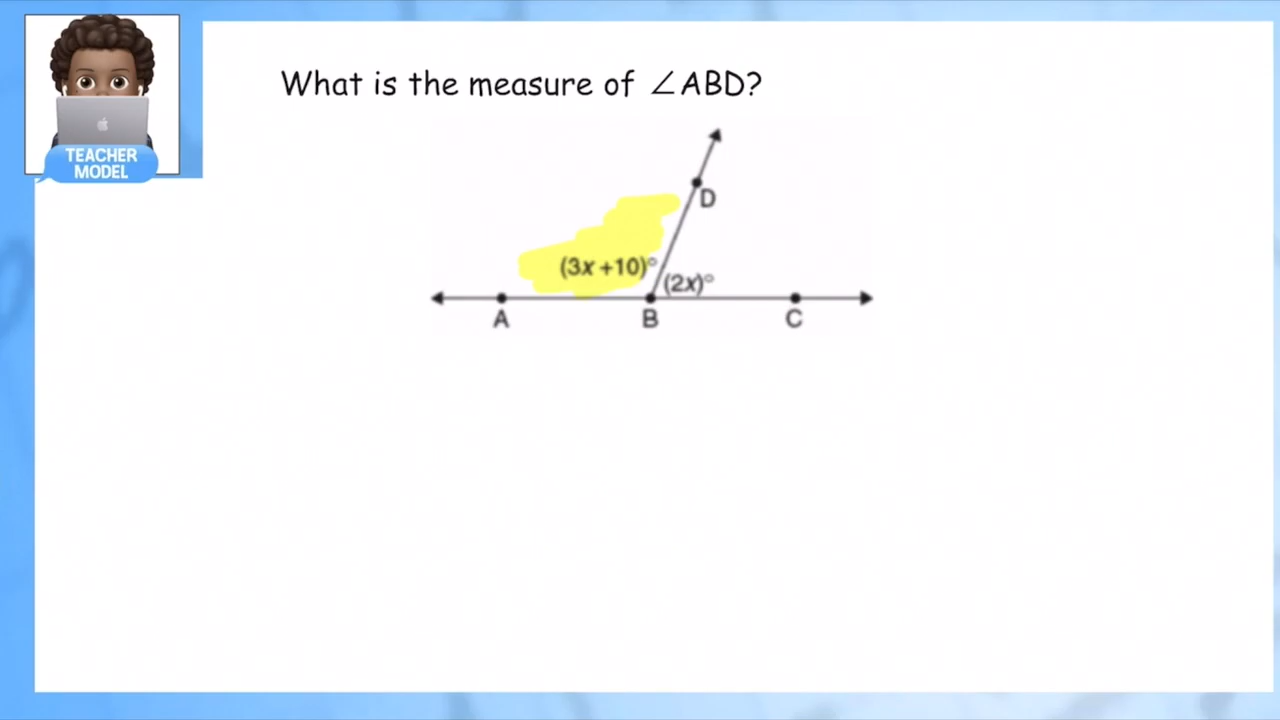 TEACHER
MODEL
What is the measure of ∠ABD?
D
(3x+10)°
(2x)°
A
B
C